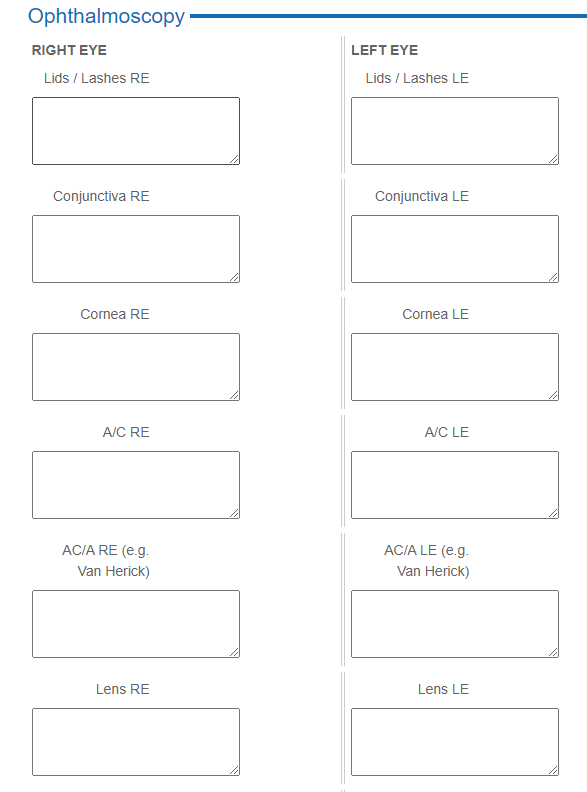 Ophthalmoscopy
RIGHT EYE
LEFT EYE
Lids / Lashes RE
Lids / Lashes LE
Conjunctiva RE
Conjunctiva LE
Cornea RE
Cornea LE
A/C RE
A/C LE
AC/A RE (e.g.
Van Herick)
AC/A LE (e.g.
Van Herick)
Lens RE
Lens LE